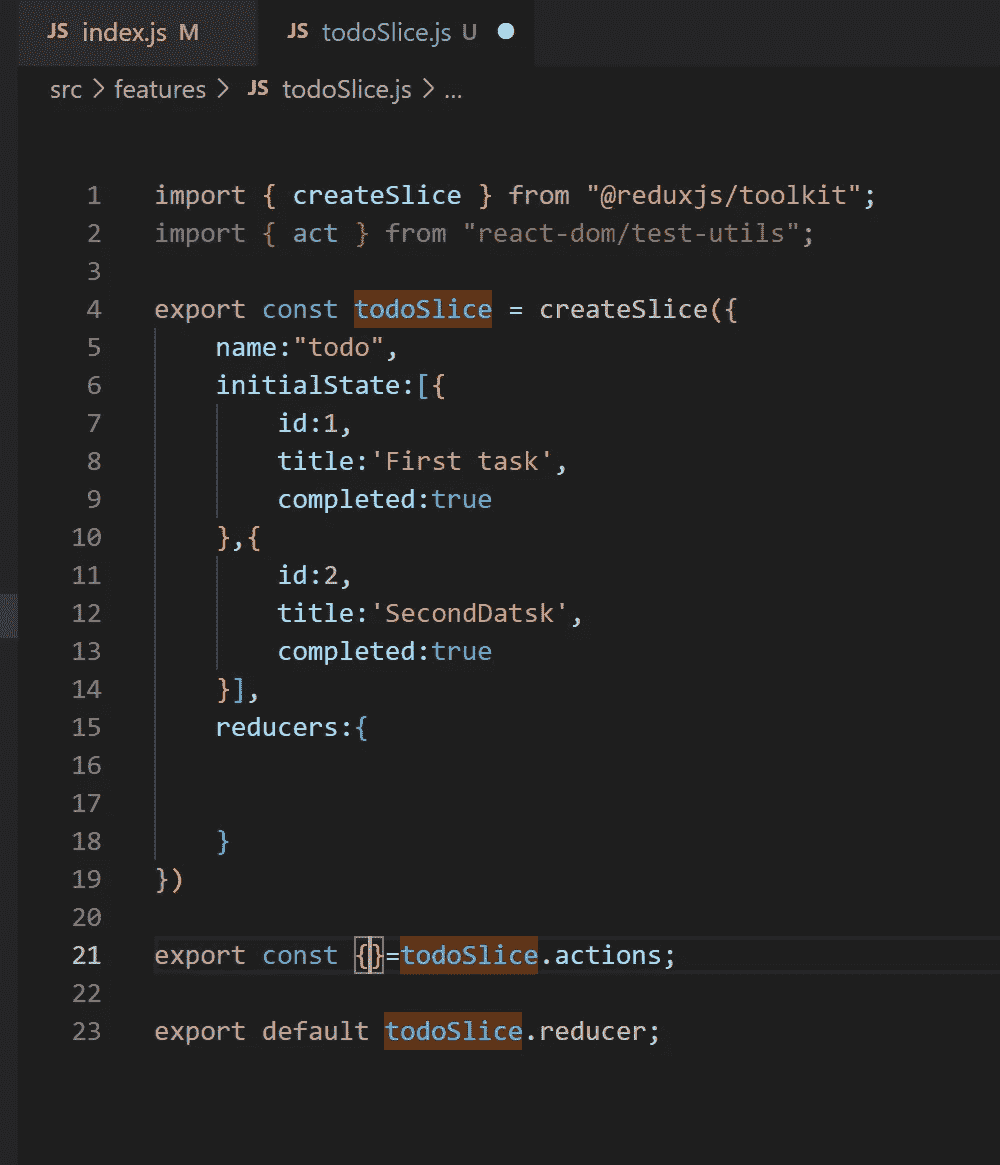 JS index.js M JS todoSlice.js U
src > features > JS todoSlice.js > ...
1 import { createSlice } from "@reduxjs/toolkit";
2 import { act } from "react-dom/test-utils";
3
4 export const todoSlice = createSlice({
5 name:"todo",
6 initialState:[{
7 id:1,
8 title:'First task',
9 completed:true
10 },{
11 id:2,
12 title:'SecondDatsk',
13 completed:true
14 }],
15 reducers:{
16
17
18 }
19 })
20
21 export const {}=todoSlice.actions;
22
23 export default todoSlice.reducer;